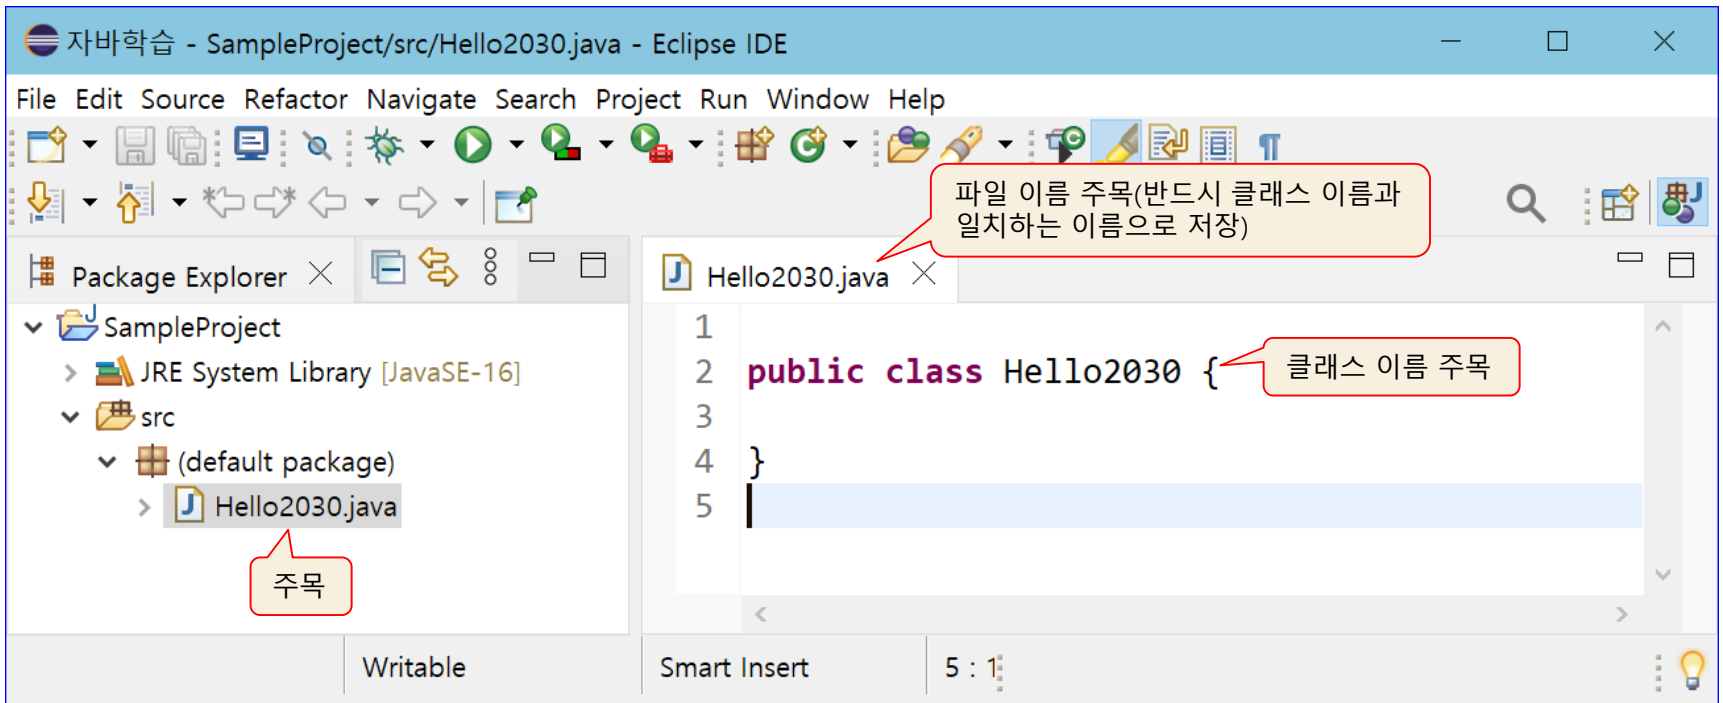 자바학습 - SampleProject/src/Hello2030.java - Eclipse IDE
File Edit Source Refactor Navigate Search Project Run Window Help
파일 이름 주목(반드시 클래스 이름과
일치하는 이름으로 저장)
Package Explorer
SampleProject
JRE System Library [JavaSE-16]
src
(default package)
Hello2030.java
주목
Hello2030.java
1
2 public class Hello2030 {
클래스 이름 주목
3
4 }
5
Writable
Smart Insert
5 : 1